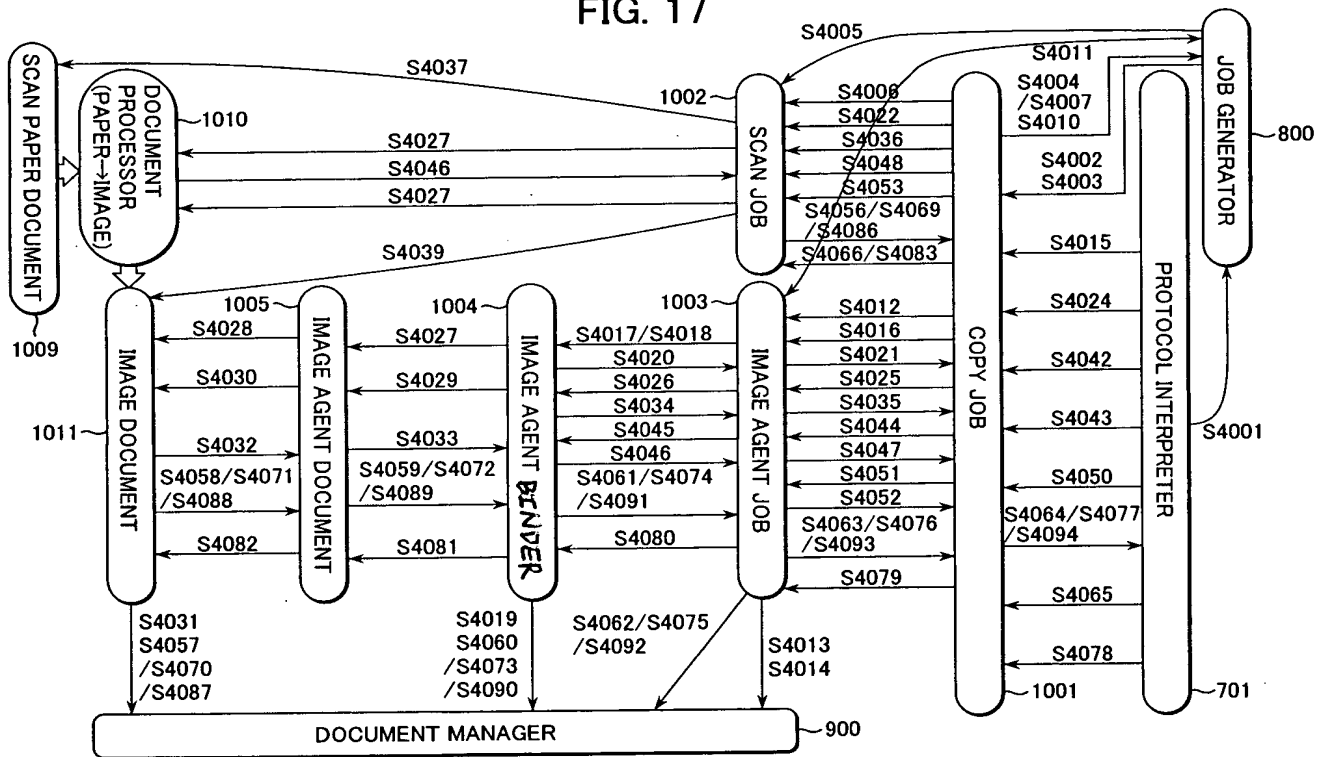 FIG. 17
SCAN PAPER DOCUMENT
1009
DOCUMENT
PROCESSOR
(PAPER→IMAGE)
1010
S4037
S4027
S4046
S4027
S4039
1002
SCAN JOB
S4005
S4011
S4006
S4022
S4036
S4048
S4053
S4056/S4069
/S4086
S4066/S4083
S4004
/S4007
S4010
S4002
S4003
JOB GENERATOR
800
1011
IMAGE DOCUMENT
S4028
S4030
S4032
S4058/S4071
/S4088
S4082
1005
IMAGE AGENT DOCUMENT
S4027
S4029
S4033
S4059/S4072
/S4089
S4081
1004
IMAGE AGENT BINDER
S4017/S4018
S4020
S4026
S4034
S4045
S4046
S4061/S4074
/S4091
S4080
1003
IMAGE AGENT JOB
S4012
S4016
S4021
S4025
S4035
S4044
S4047
S4051
S4052
S4063/S4076
/S4093
S4079
COPY JOB
1001
S4015
S4024
S4042
S4043
S4050
S4064/S4077
/S4094
S4065
S4078
PROTOCOL INTERPRETER
701
S4001
S4031
S4057
/S4070
/S4087
S4019
S4060
/S4073
/S4090
S4062/S4075
/S4092
S4013
S4014
DOCUMENT MANAGER
900